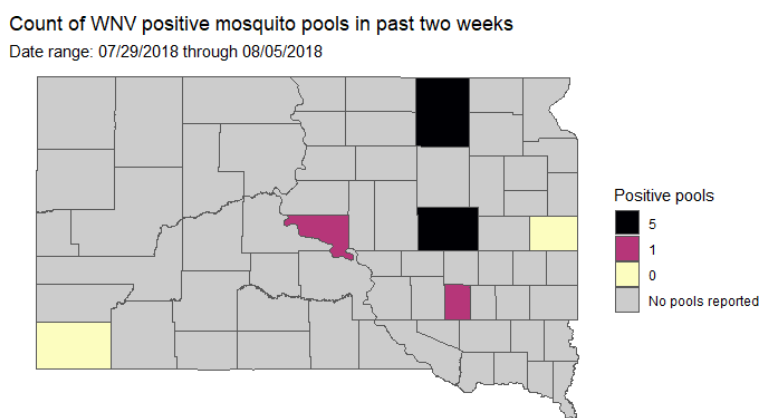 Count of WNV positive mosquito pools in past two weeks
Date range: 07/29/2018 through 08/05/2018
Positive pools
5
1
0
No pools reported